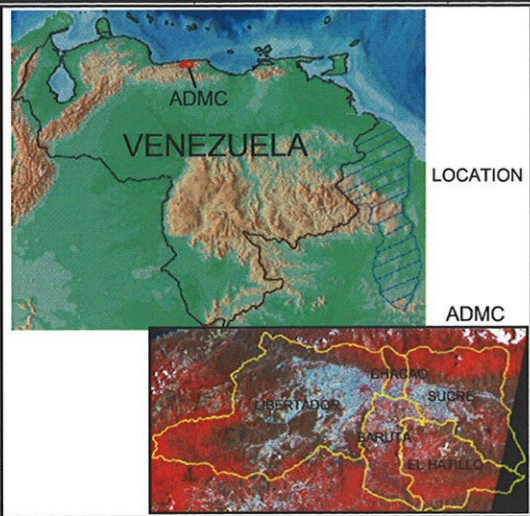 ADMC
VENEZUELA
LOCATION
ADMC
CHACAO
SUCRE
LIBERTADOR
BARUTA
EL HATILLO